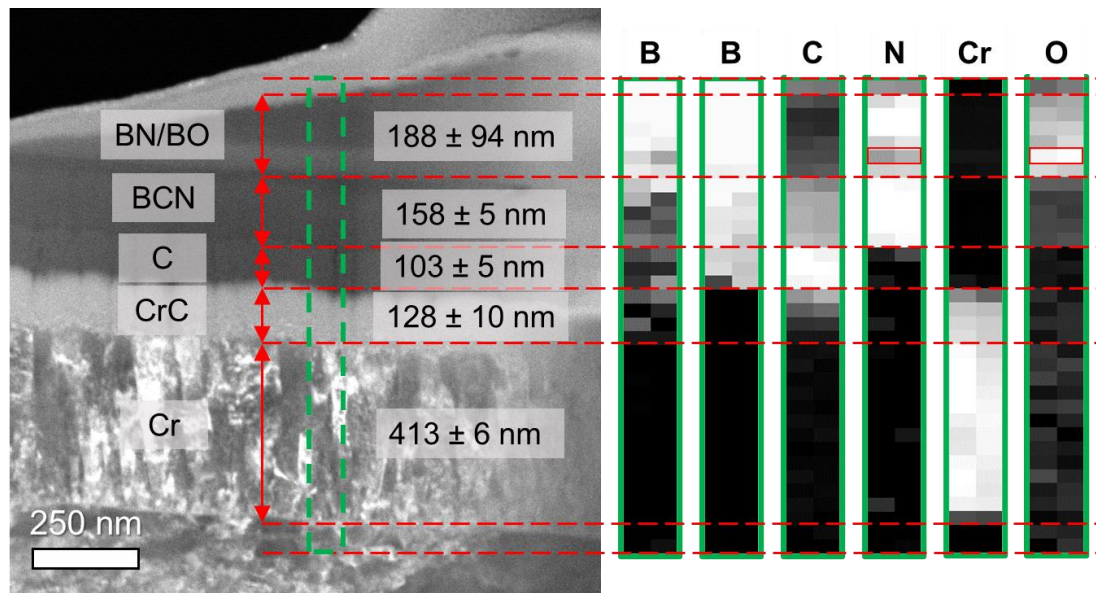 B B C N Cr O
BN/BO 188 ± 94 nm
BCN 158 ± 5 nm
C 103 ± 5 nm
CrC 128 ± 10 nm
Cr 413 ± 6 nm
250 nm